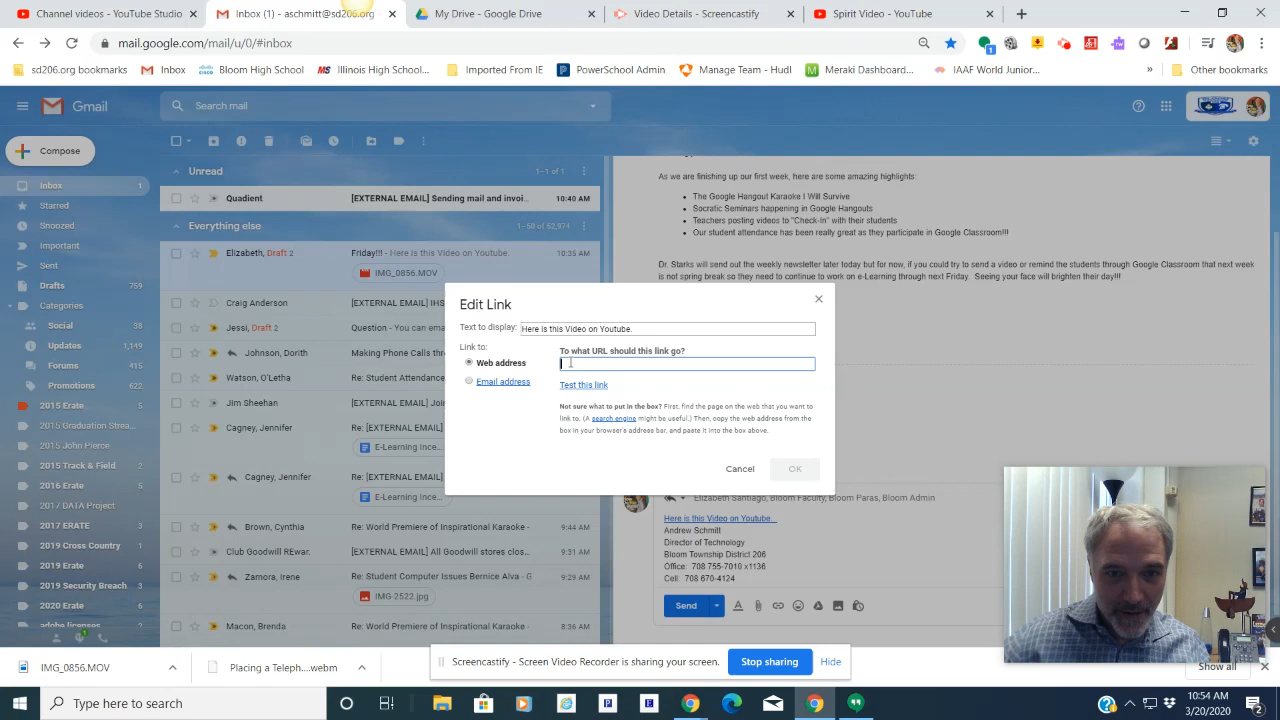 (3) - YouTube Studio
Inbox (1) - aschmitt@sd206.org
My Drive - Google Drive
Video Details - Screencastify
Spirit Video - YouTube
mail.google.com/mail/u/0/#inbox
sd206.org bookmarks
Inbox
Bloom High School
Illinois High School...
Imported From IE
PowerSchool Admin
Manage Team - Hudl
Meraki Dashboard...
IAAF World Junior...
Other bookmarks
Gmail
Search mail
Compose
Inbox 1
Starred
Snoozed
Important
Sent
Drafts 759
Categories
Social 38
Updates 1,149
Forums 415
Promotions 622
2015 Erate 5
2015 Graduation Strea...
2015 John Pierce
2015 Track & Field 2
2016 Erate 5
2017 DATA Project
2017 ERATE 3
2019 Cross Country 1
2019 Erate 6
2019 Security Breach 3
2020 Erate 2
adobe licenses
Unread 1–1 of 1
Quadient [EXTERNAL EMAIL] Sending mail and invoi... 10:40 AM
Everything else 1–50 of 52,974
Elizabeth, Draft 2 Friday!!! - Here is this Video on Youtube. 10:35 AM
IMG_0856.MOV
Craig Anderson [EXTERNAL EMAIL] IHS
Jessi, Draft 2 Question - You can ema
Johnson, Dorith Making Phone Calls thr
Watson, O'Letha Re: Student Attendance
Jim Sheehan [EXTERNAL EMAIL] Join
Cagney, Jennifer Re: [EXTERNAL EMAIL]
E-Learning Ince...
Cagney, Jennifer Re: [EXTERNAL EMAIL]
E-Learning Ince...
Brown, Cynthia Re: World Premiere of Inspirational Karaoke - 9:44 AM
Club Goodwill REwar. [EXTERNAL EMAIL] All Goodwill stores clos... 9:31 AM
Zamora, Irene Re: Student Computer Issues Bernice Alva - G 9:29 AM
IMG-2522.jpg
Macon, Brenda Re: World Premiere of Inspirational Karaoke - 8:36 AM
As we are finishing up our first week, here are some amazing highlights:
The Google Hangout Karaoke I Will Survive
Socratic Seminars happening in Google Hangouts
Teachers posting videos to "Check-In" with their students
Our student attendance has been really great as they participate in Google Classroom!!!
Dr. Starks will send out the weekly newsletter later today but for now, if you could try to send a video or remind the students through Google Classroom that next week
is not spring break so they need to continue to work on e-Learning through next Friday. Seeing your face will brighten their day!!!
Edit Link
Text to display: Here is this Video on Youtube.
Link to:
To what URL should this link go?
Web address
Email address
Test this link
Not sure what to put in the box? First, find the page on the web that you want to
link to. (A search engine might be useful.) Then, copy the web address from the
box in your browser's address bar, and paste it into the box above.
Cancel OK
Elizabeth Santiago, Bloom Faculty, Bloom Paras, Bloom Admin
Here is this Video on Youtube.
Andrew Schmitt
Director of Technology
Bloom Township District 206
Office: 708 755-7010 x1136
Cell: 708 670-4124
Send
Screencastify - Screen Video Recorder is sharing your screen. Stop sharing Hide
IMG_0856.MOV
Placing a Teleph....webm
Show all
Type here to search
10:54 AM
3/20/2020